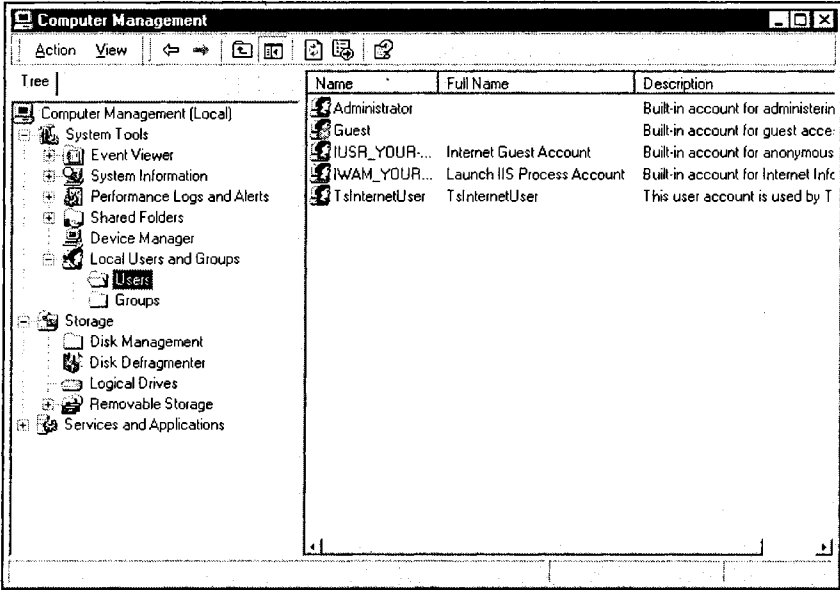 Computer Management
Action View
Tree
Name Full Name Description
Computer Management (Local)
System Tools
Event Viewer
System Information
Performance Logs and Alerts
Shared Folders
Device Manager
Local Users and Groups
Users
Groups
Storage
Disk Management
Disk Defragmenter
Logical Drives
Removable Storage
Services and Applications
Administrator Built-in account for administerin
Guest Built-in account for guest acce
IUSR_YOUR-... Internet Guest Account Built-in account for anonymous
IWAM_YOUR... Launch IIS Process Account Built-in account for Internet Info
TsInternetUser TsInternetUser This user account is used by T